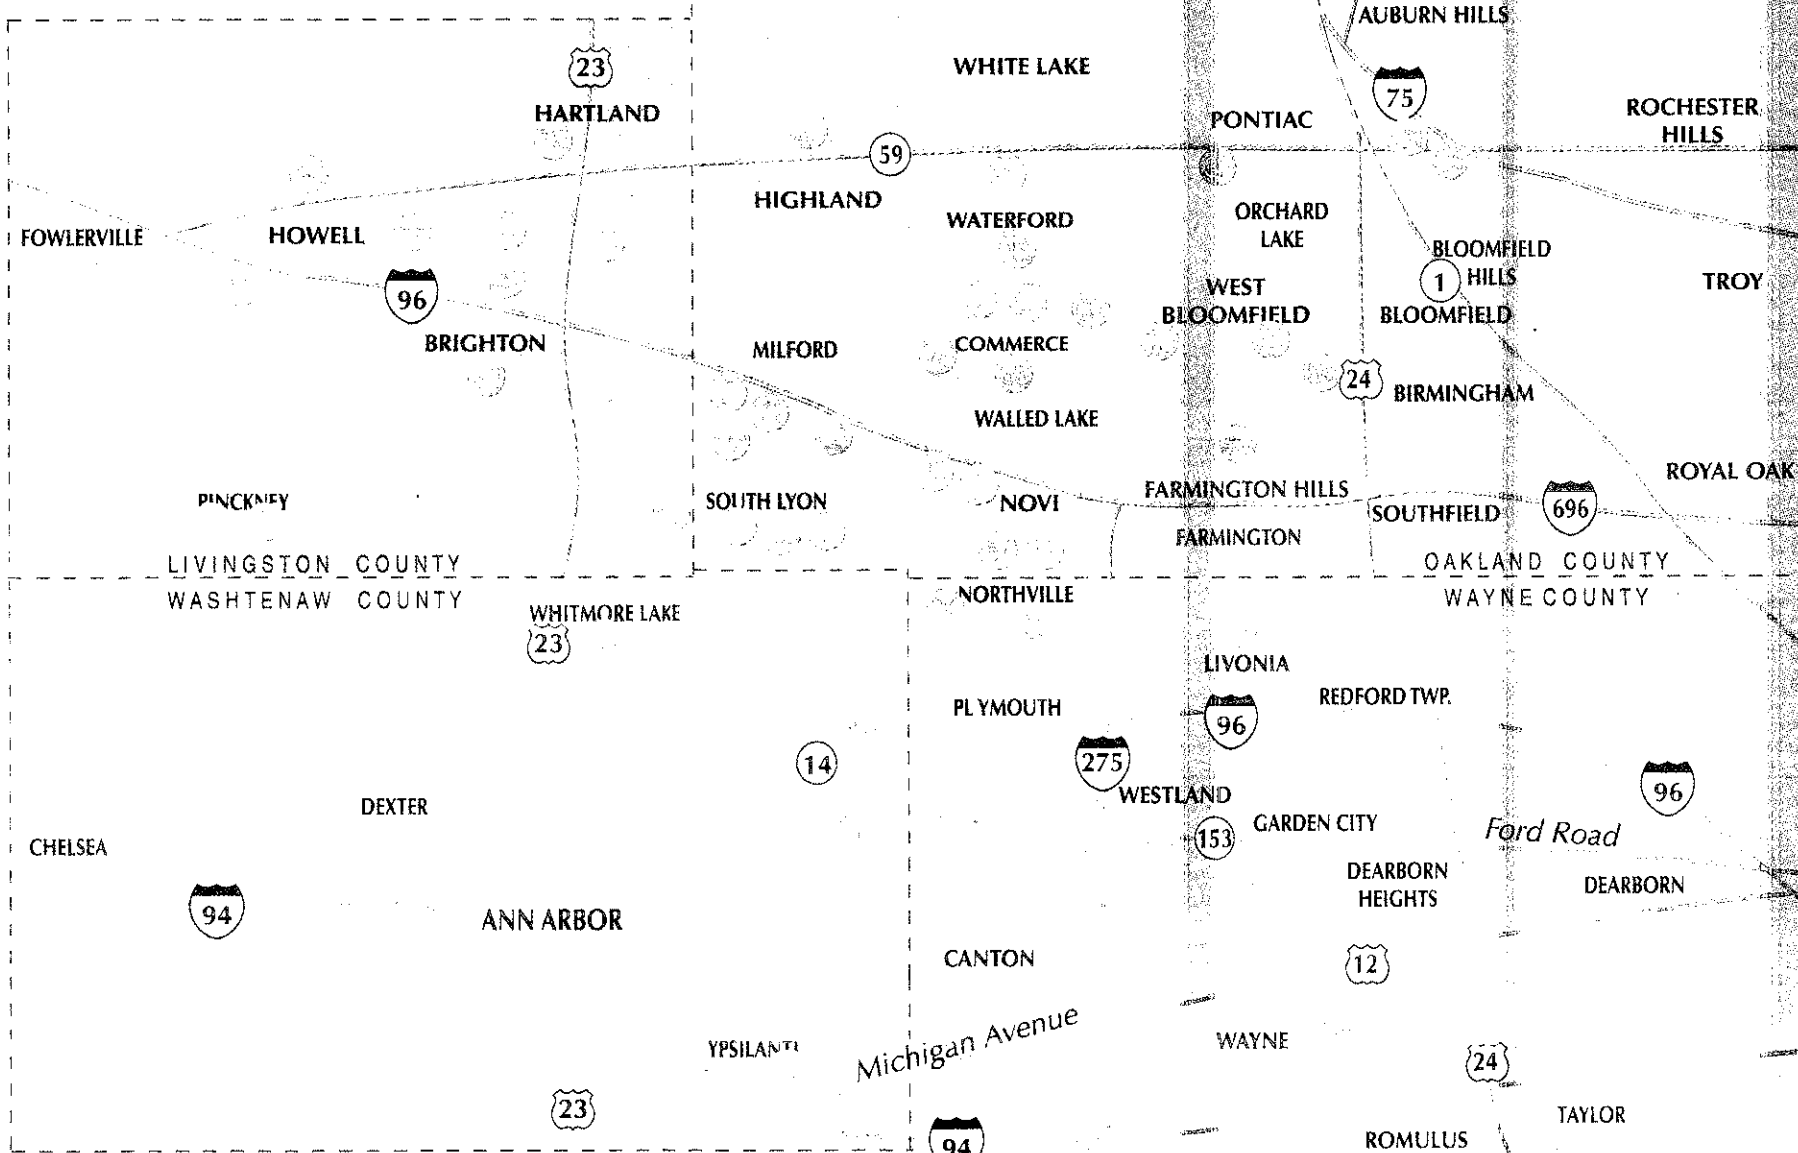 AUBURN HILLS
23
WHITE LAKE
75
HARTLAND
PONTIAC
ROCHESTER
HILLS
59
HIGHLAND
WATERFORD
ORCHARD
LAKE
FOWLERVILLE
HOWELL
BLOOMFIELD
HILLS
1
96
WEST
BLOOMFIELD
TROY
BLOOMFIELD
BRIGHTON
MILFORD
COMMERCE
24
BIRMINGHAM
WALLED LAKE
ROYAL OAK
PINCKNEY
SOUTH LYON
NOVI
FARMINGTON HILLS
SOUTHFIELD
696
FARMINGTON
LIVINGSTON COUNTY
OAKLAND COUNTY
WASHTENAW COUNTY
WAYNE COUNTY
NORTHVILLE
WHITMORE LAKE
23
LIVONIA
REDFORD TWP.
PLYMOUTH
96
14
275
WESTLAND
96
DEXTER
GARDEN CITY
Ford Road
153
CHELSEA
DEARBORN
HEIGHTS
DEARBORN
94
ANN ARBOR
CANTON
12
Michigan Avenue
YPSILANTI
WAYNE
24
23
TAYLOR
94
ROMULUS